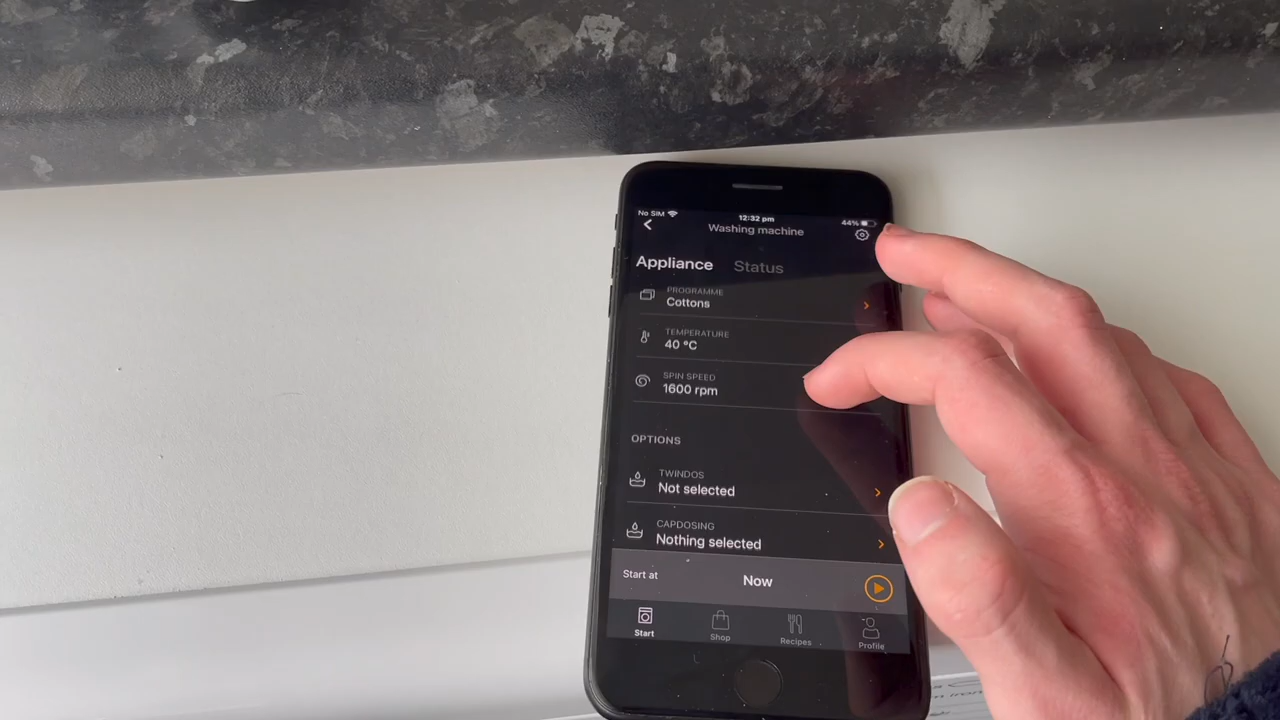 No SIM 12:32 pm 44%
Washing machine
Appliance Status
PROGRAMME
Cottons
TEMPERATURE
40 °C
SPIN SPEED
1600 rpm
OPTIONS
TWINDOS
Not selected
CAPDOSING
Nothing selected
Start at Now
Start Shop Recipes Profile